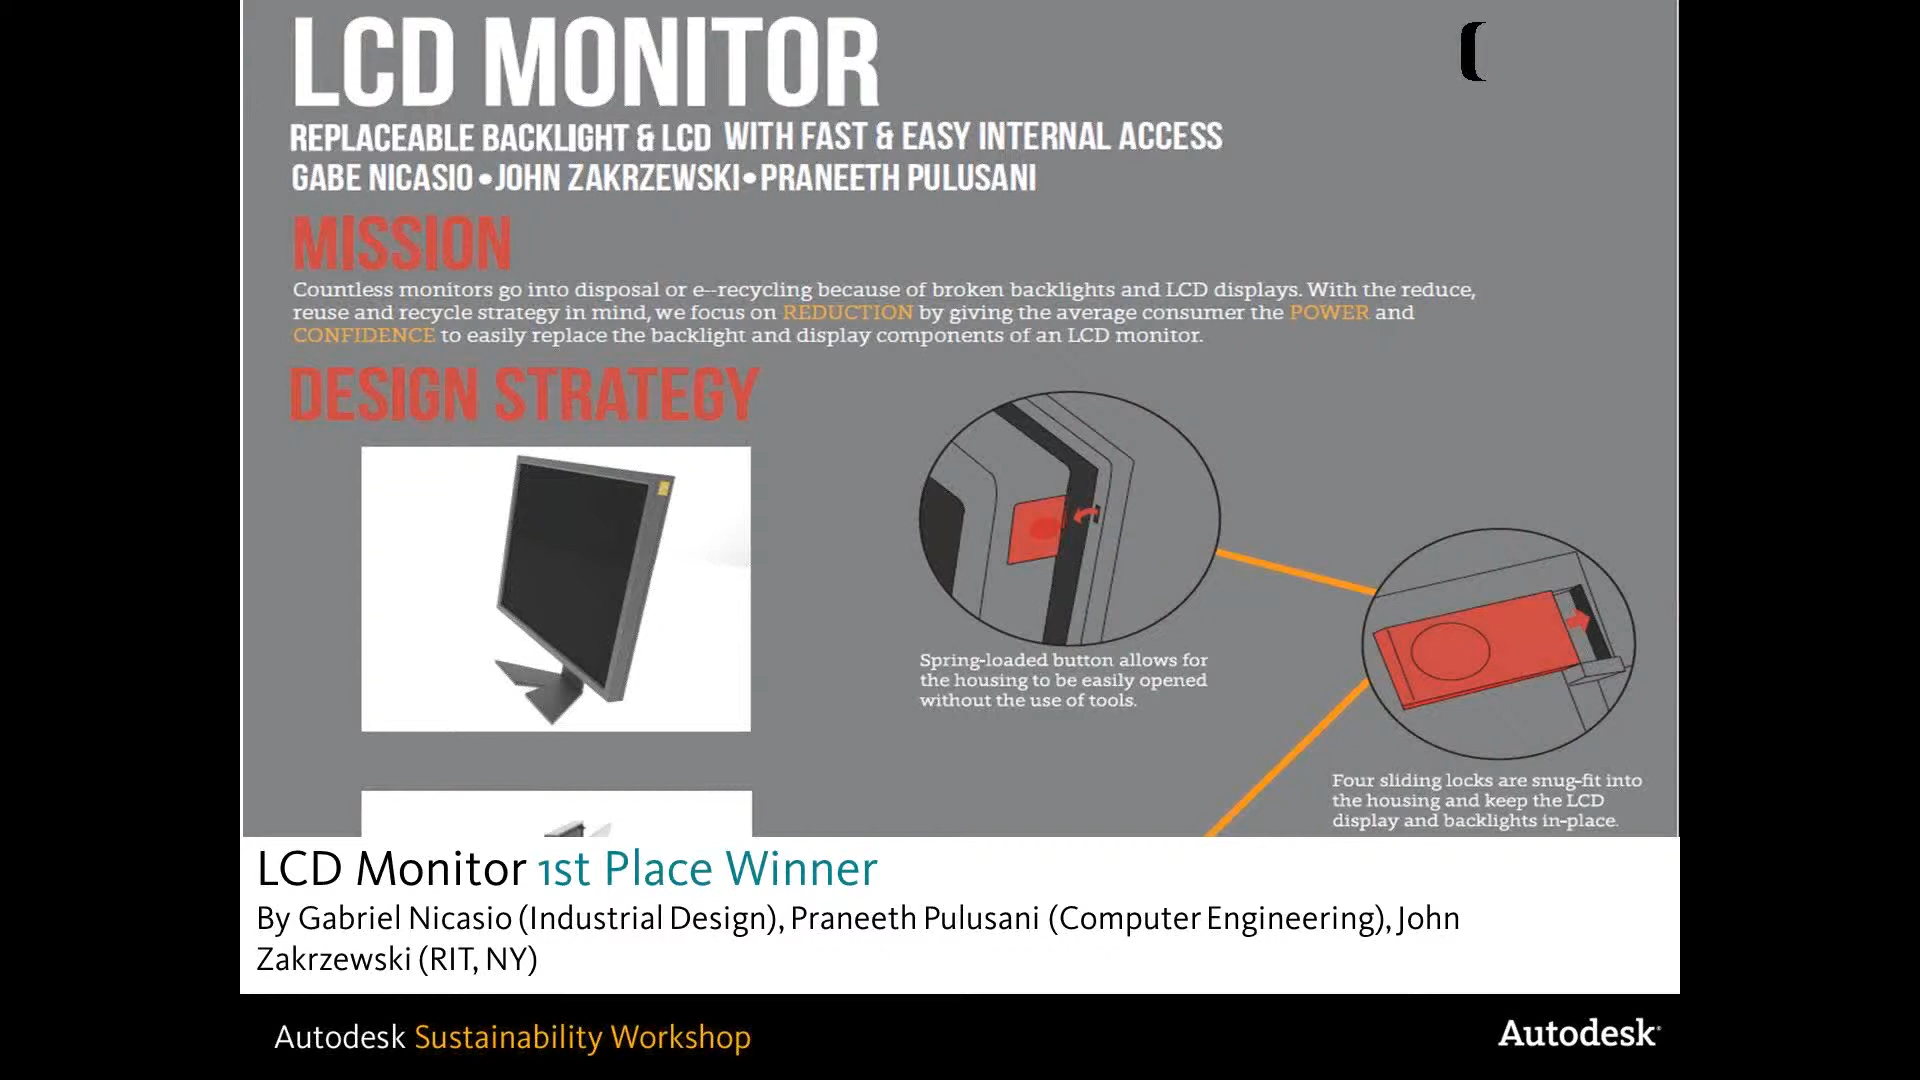 LCD MONITOR
REPLACEABLE BACKLIGHT & LCD WITH FAST & EASY INTERNAL ACCESS
GABE NICASIO • JOHN ZAKRZEWSKI • PRANEETH PULUSANI
MISSION
Countless monitors go into disposal or e--recycling because of broken backlights and LCD displays. With the reduce,
reuse and recycle strategy in mind, we focus on REDUCTION by giving the average consumer the POWER and
CONFIDENCE to easily replace the backlight and display components of an LCD monitor.
DESIGN STRATEGY
Spring-loaded button allows for
the housing to be easily opened
without the use of tools.
Four sliding locks are snug-fit into
the housing and keep the LCD
display and backlights in-place.
LCD Monitor 1st Place Winner
By Gabriel Nicasio (Industrial Design), Praneeth Pulusani (Computer Engineering), John
Zakrzewski (RIT, NY)
Autodesk Sustainability Workshop
Autodesk